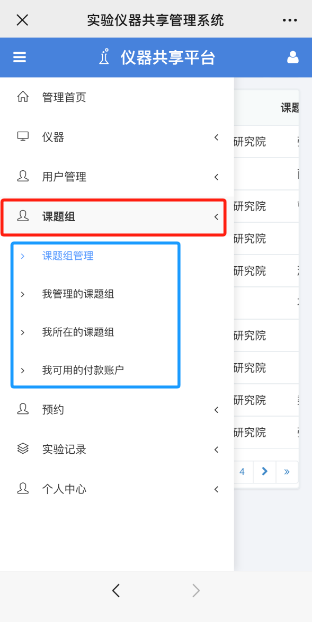 实验仪器共享管理系统
仪器共享平台
管理首页
仪器
用户管理
课题组
课题组管理
我管理的课题组
我所在的课题组
我可用的付款账户
预约
实验记录
个人中心
课题
研究院
研究院
研究院
研究院
研究院
研究院
研究院
研究院
4